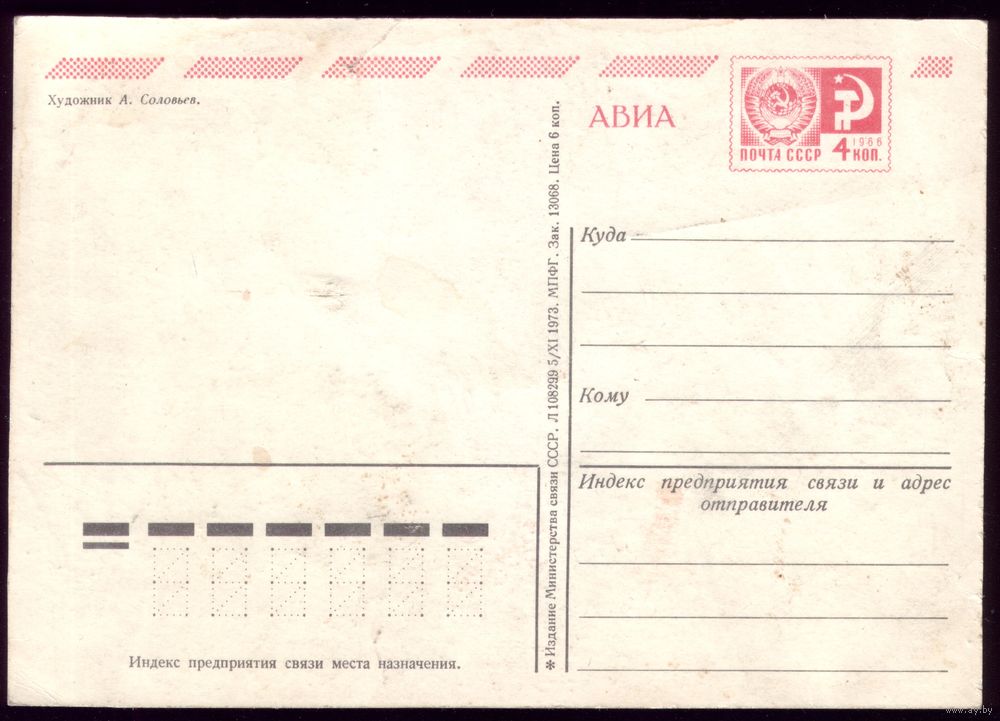 Художник А. Соловьев.
АВИА
ПОЧТА СССР
1966
4 КОП.
* Издание Министерства связи СССР. Л 108299 5/XI 1973. МПФГ. Зак. 13068. Цена 6 коп.
Куда
Кому
Индекс предприятия связи и адрес
отправителя
Индекс предприятия связи места назначения.
www.ay.by